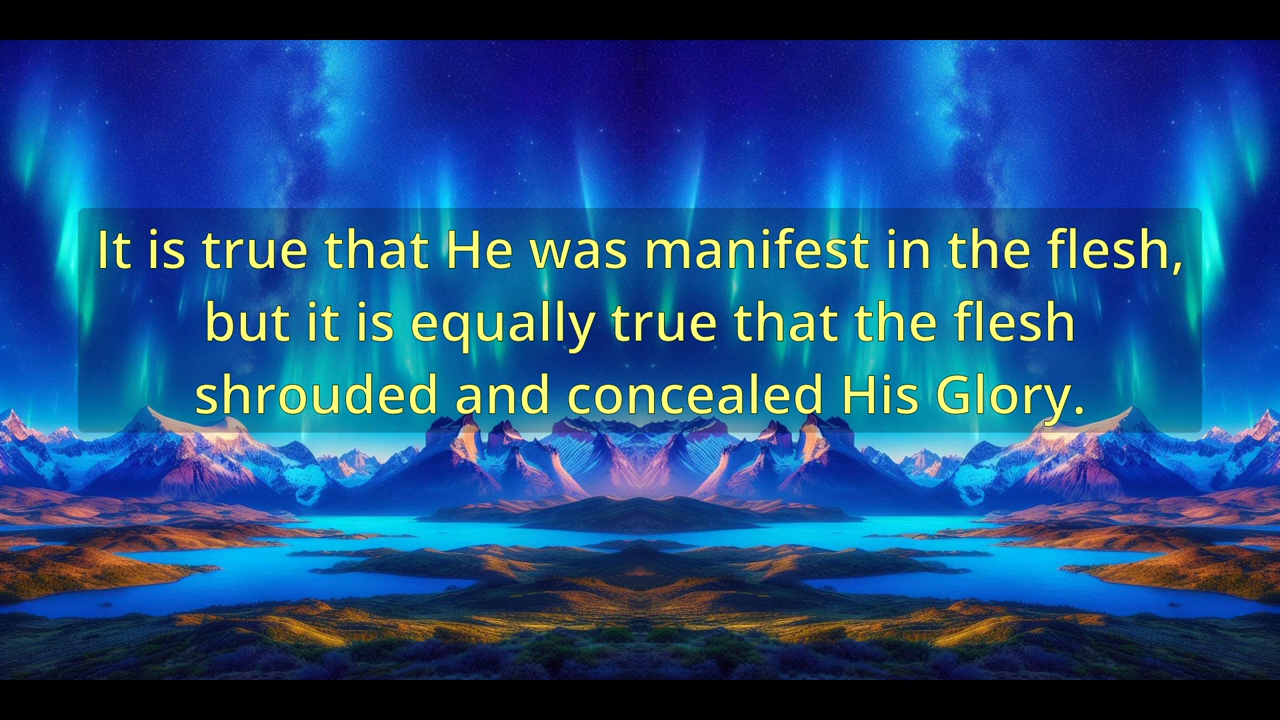 It is true that He was manifest in the flesh,
but it is equally true that the flesh
shrouded and concealed His Glory.